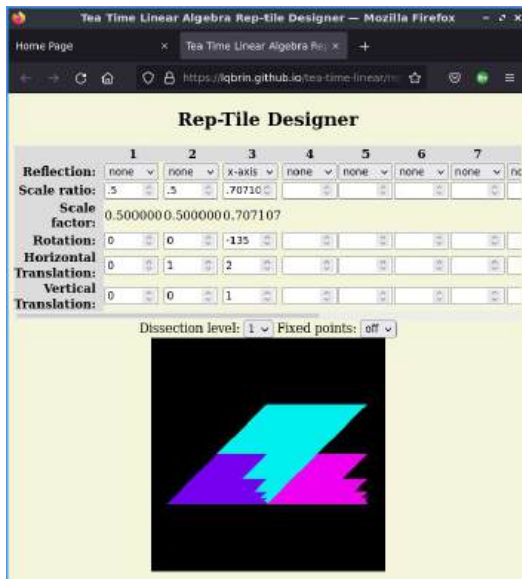 Tea Time Linear Algebra Rep-tile Designer — Mozilla Firefox
Home Page
Tea Time Linear Algebra Re
https://lqbrin.github.io/tea-time-linear/re
Rep-Tile Designer
1 2 3 4 5 6 7
Reflection: none none x-axis none none none none no
Scale ratio: .5 .5 .7071
Scale factor: 0.500000 0.500000 0.707107
Rotation: 0 0 -135
Horizontal Translation: 0 1 2
Vertical Translation: 0 0 1
Dissection level: 1 Fixed points: off